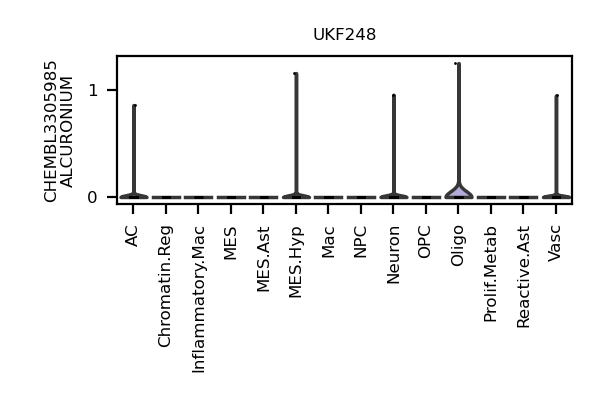 UKF248
CHEMBL3305985
ALCURONIUM
1
0
AC
Chromatin.Reg
Inflammatory.Mac
MES
MES.Ast
MES.Hyp
Mac
NPC
Neuron
OPC
Oligo
Prolif.Metab
Reactive.Ast
Vasc